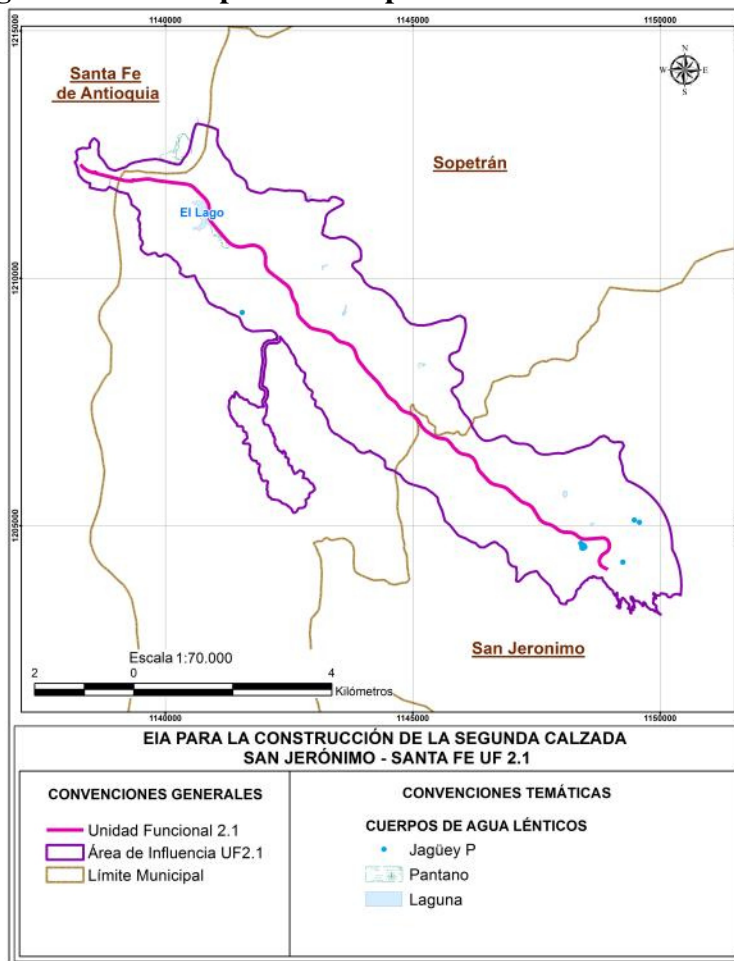 1140000
1145000
1150000
1215000
1210000
1205000
N
W
E
S
Santa Fe
de Antioquia
Sopetrán
El Lago
San Jeronimo
Escala 1:70.000
2
0
4
Kilómetros
1140000
1145000
1150000
EIA PARA LA CONSTRUCCIÓN DE LA SEGUNDA CALZADA
SAN JERÓNIMO - SANTA FE UF 2.1
CONVENCIONES GENERALES
Unidad Funcional 2.1
Área de Influencia UF2.1
Límite Municipal
CONVENCIONES TEMÁTICAS
CUERPOS DE AGUA LÉNTICOS
Jagüey P
Pantano
Laguna